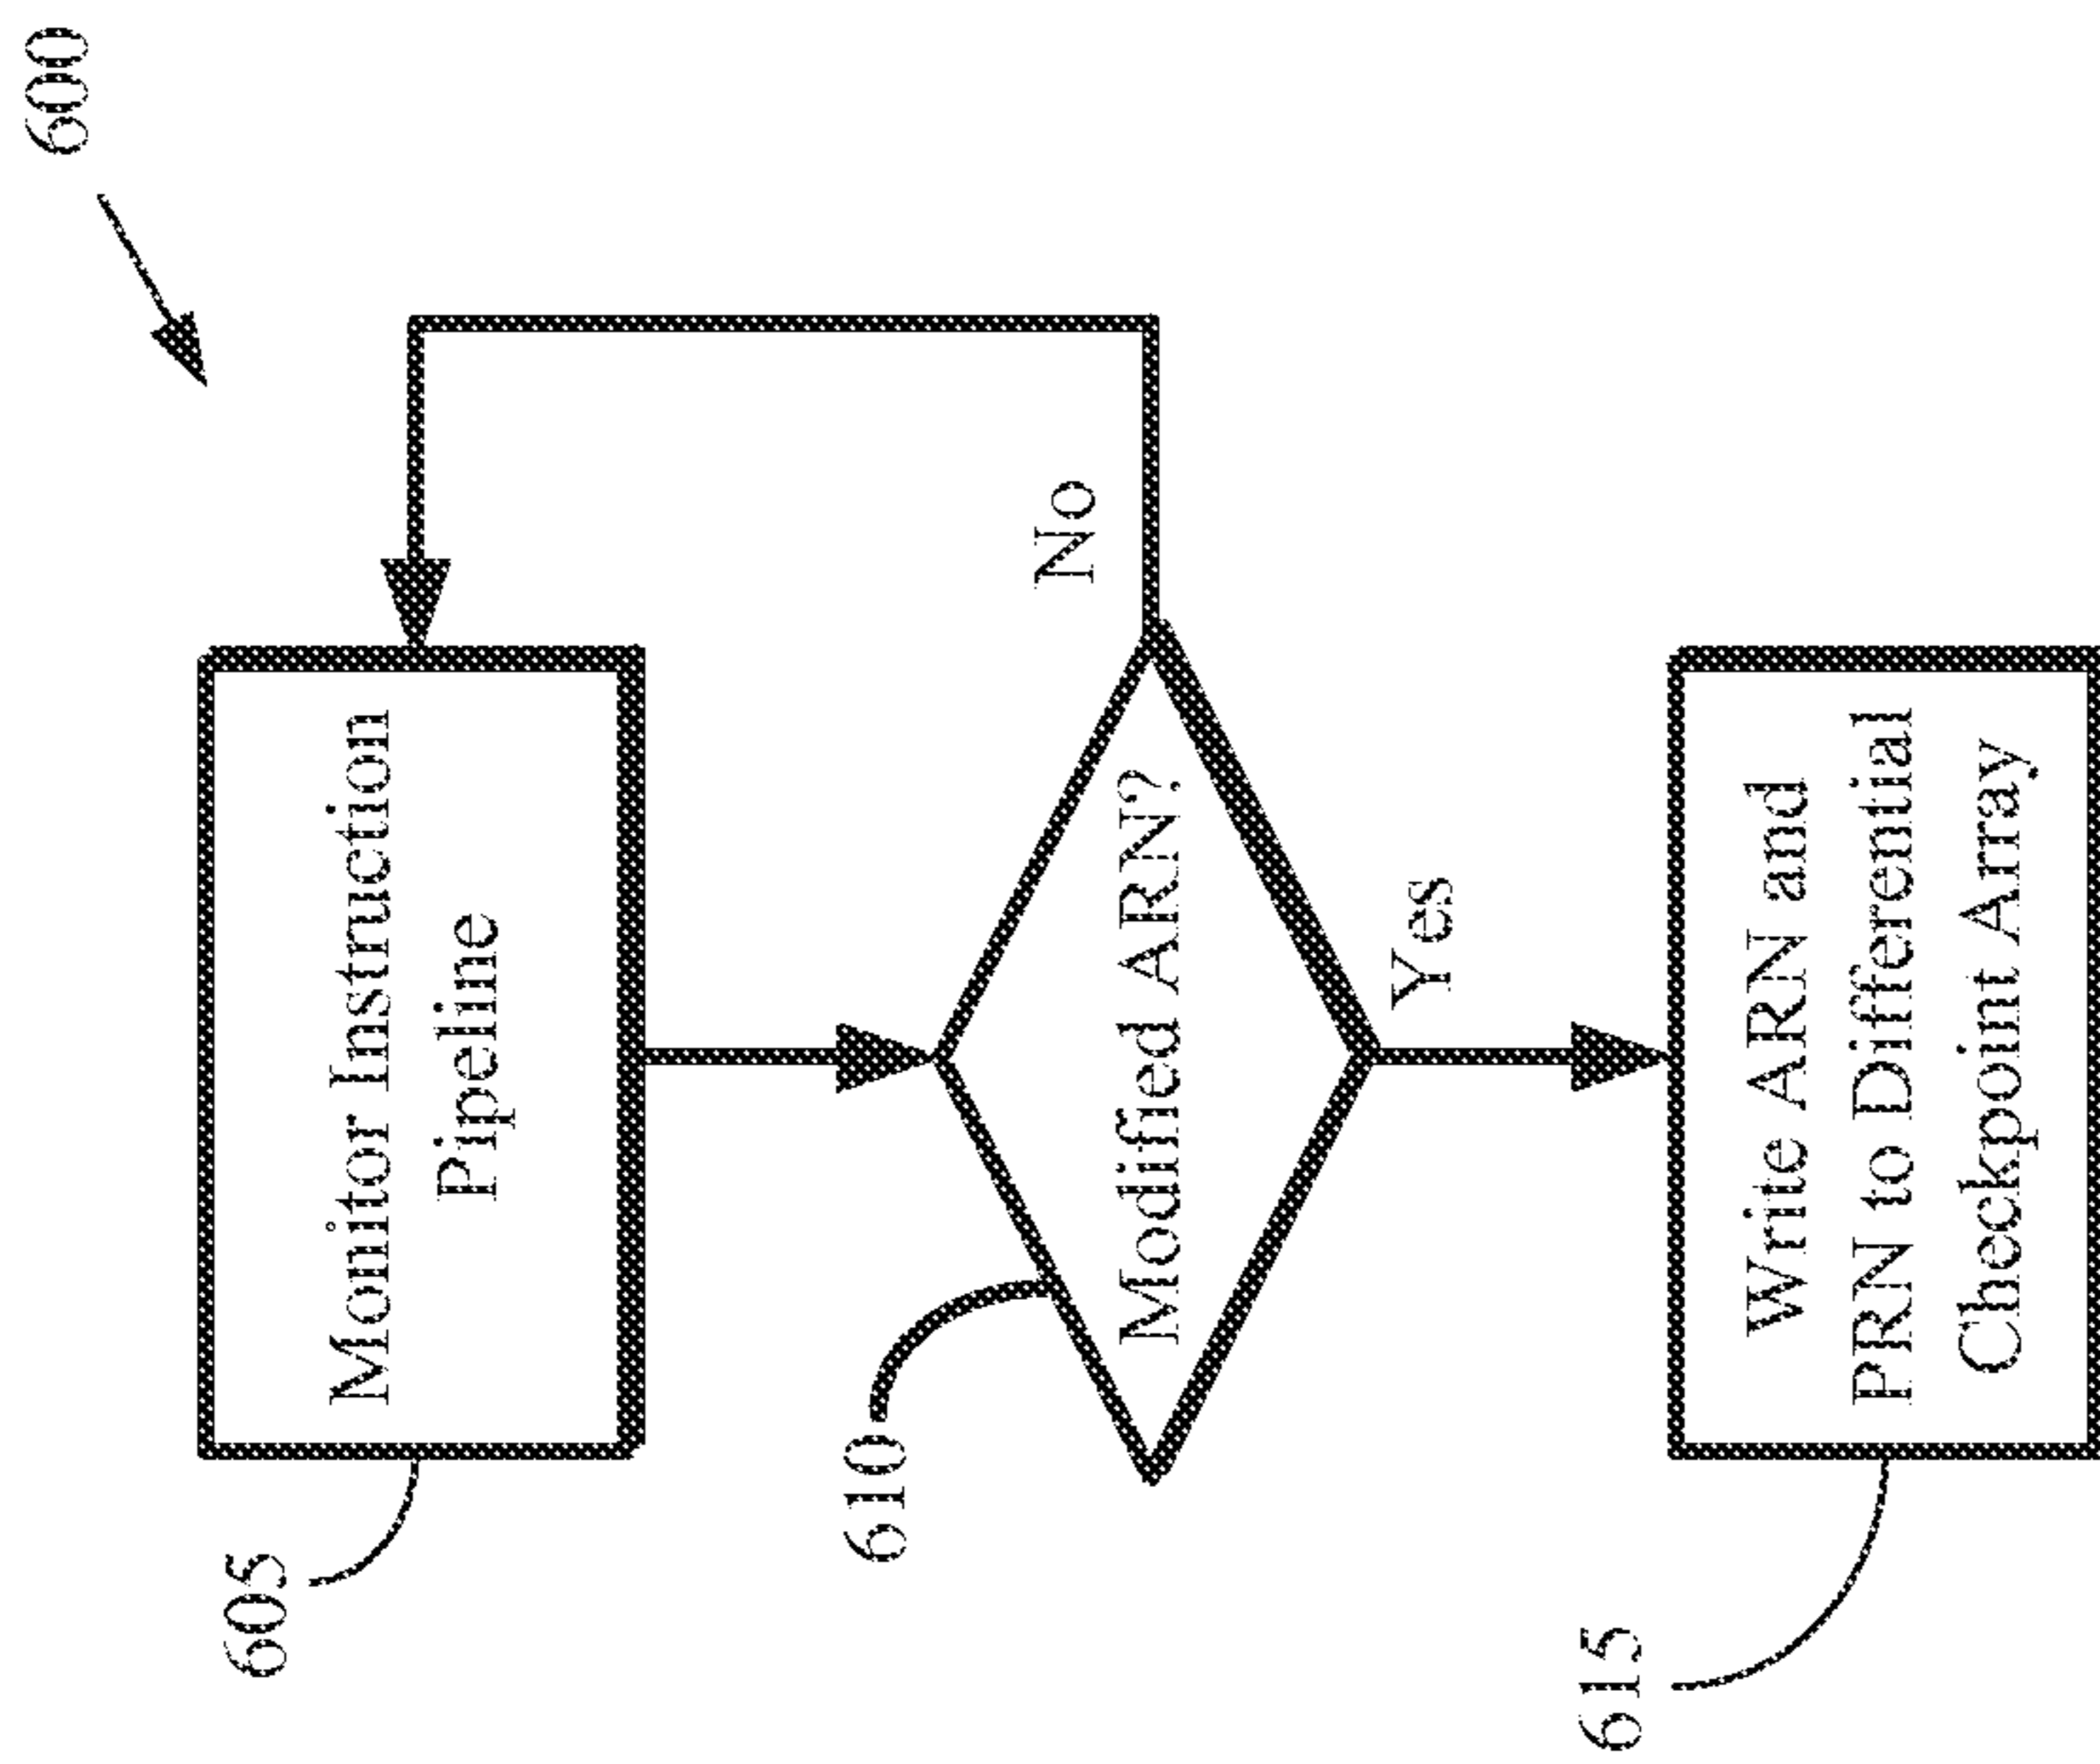 600
605
Monitor Instruction
Pipeline
610
Modified ARN?
No
Yes
615
Write ARN and
PRN to Differential
Checkpoint Array